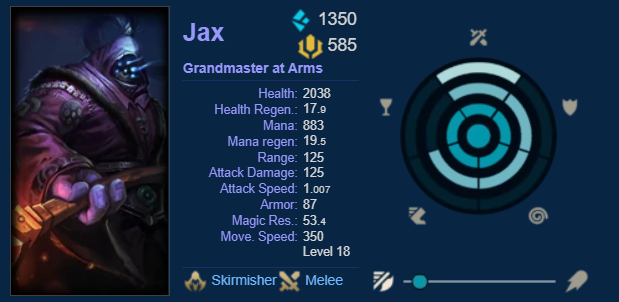 Jax
1350
585
Grandmaster at Arms
Health: 2038
Health Regen.: 17.9
Mana: 883
Mana regen: 19.5
Range: 125
Attack Damage: 125
Attack Speed: 1.007
Armor: 87
Magic Res.: 53.4
Move. Speed: 350
Level 18
Skirmisher Melee